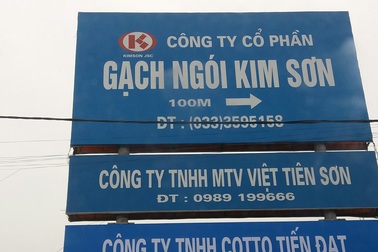 K
KIMSON JSC
CÔNG TY CỔ PHẦN
GẠCH NGÓI KIM SƠN
100M
ĐT : (033)3595158
CÔNG TY TNHH MTV VIỆT TIÊN SƠN
ĐT : 0989 199666
CÔNG TY TNHH COTTO TIẾN ĐẠT